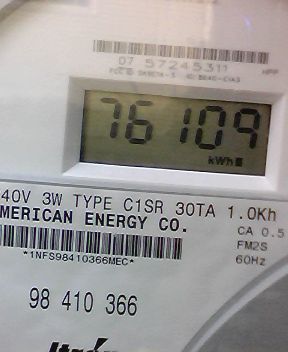 07 57245311
76109
kWh
40V 3W TYPE C1SR 30TA 1.0Kh
MERICAN ENERGY CO.
CA 0.5
FM2S
60Hz
*1NFS98410366MEC*
98 410 366
Itrón